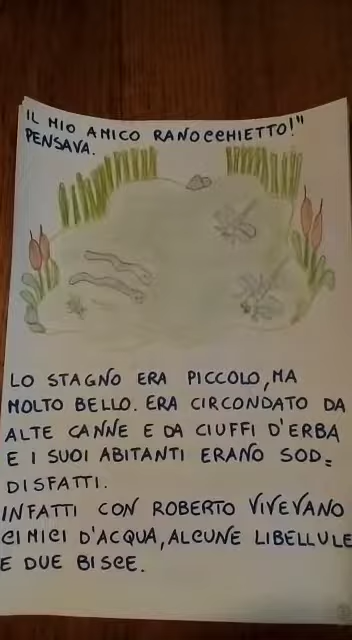 IL MIO AMICO RANOCCHIETTO!"
PENSAVA.
LO STAGNO ERA PICCOLO, MA
MOLTO BELLO. ERA CIRCONDATO DA
ALTE CANNE E DA CIUFFI D'ERBA
E I SUOI ABITANTI ERANO SOD=
DISFATTI.
INFATTI CON ROBERTO VIVEVANO
CIMICI D'ACQUA, ALCUNE LIBELLULE
E DUE BISCE.